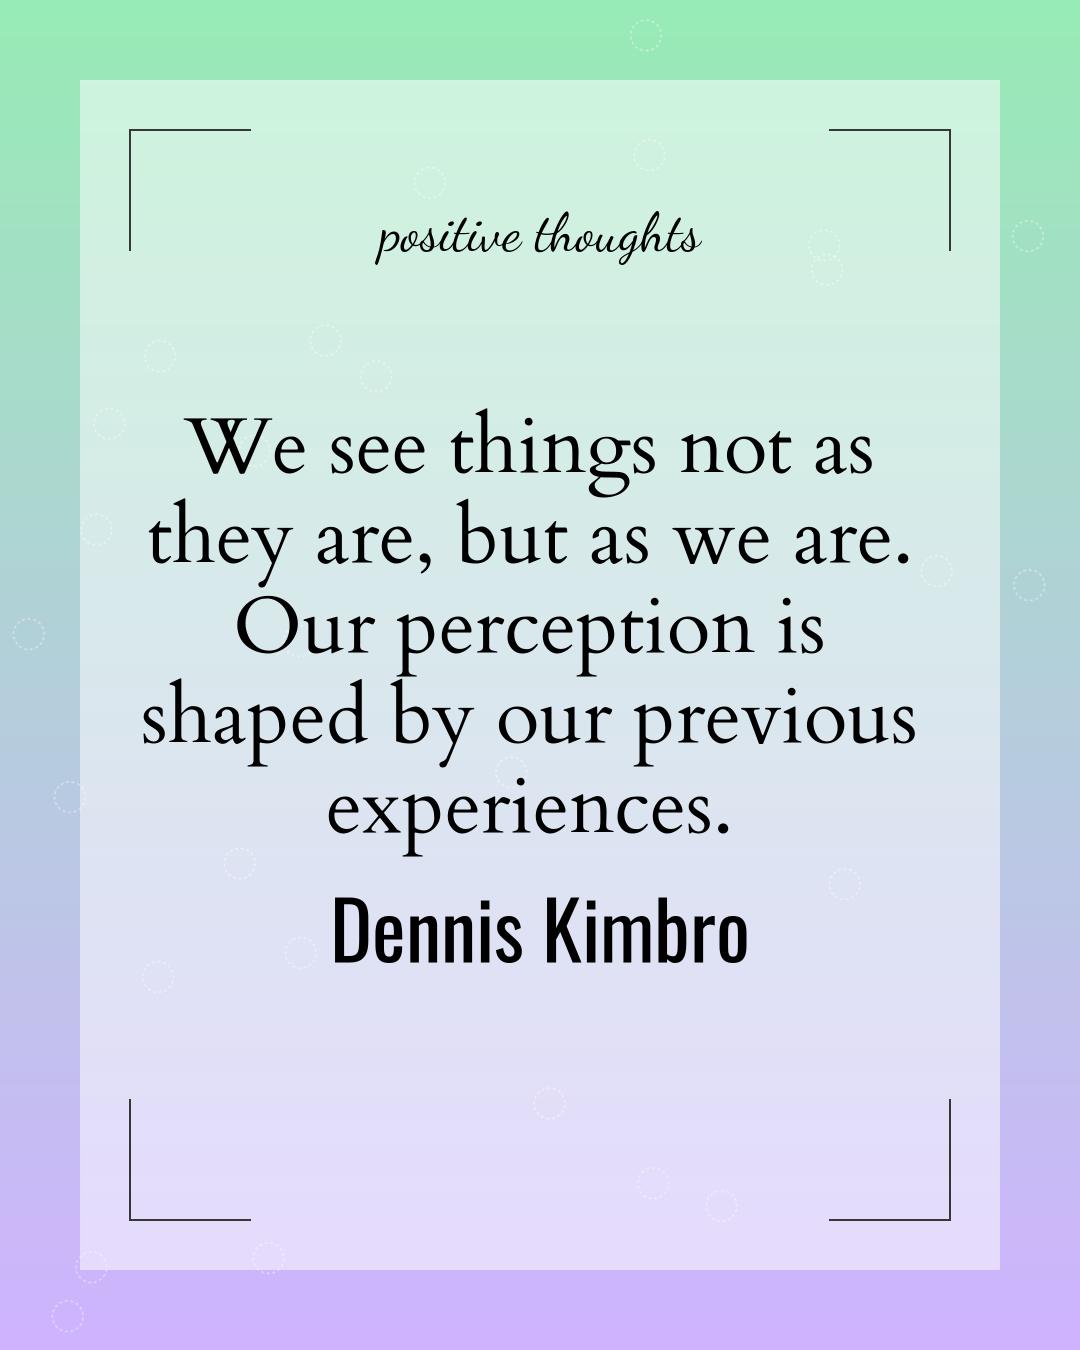 positive thoughts
We see things not as
they are, but as we are.
Our perception is
shaped by our previous
experiences.
Dennis Kimbro